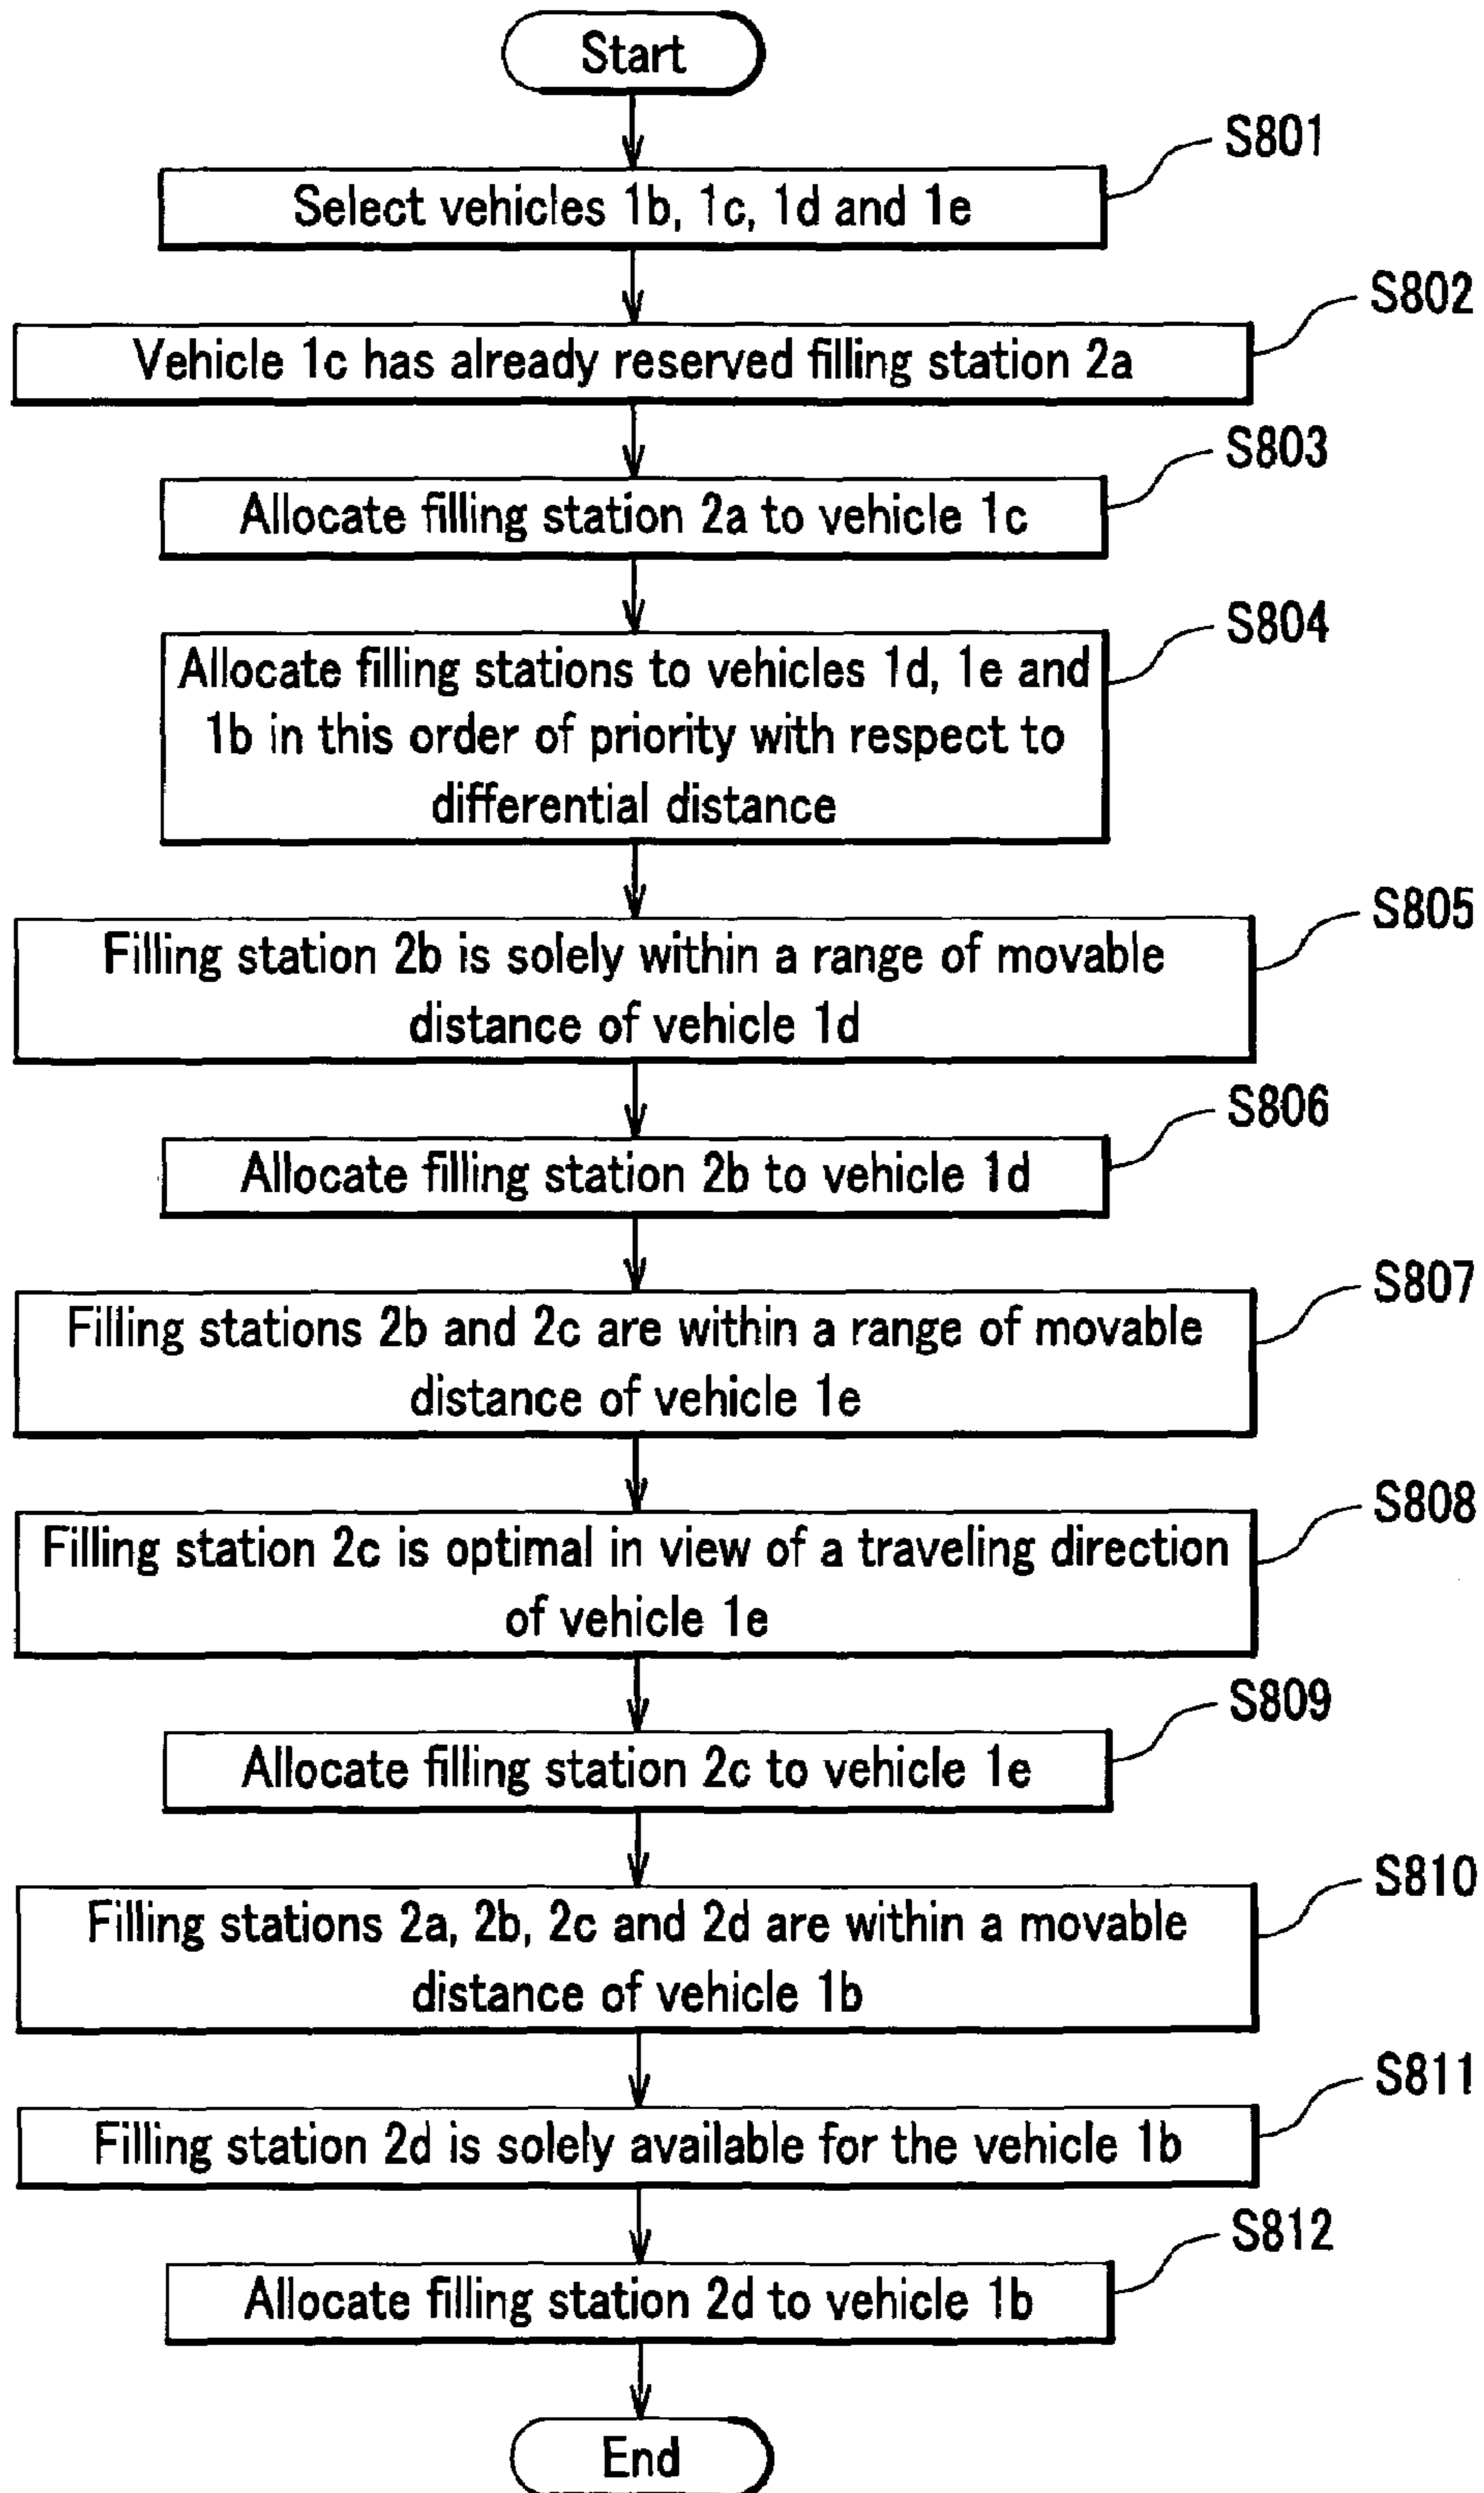 Start
S801
Select vehicles 1b, 1c, 1d and 1e
S802
Vehicle 1c has already reserved filling station 2a
S803
Allocate filling station 2a to vehicle 1c
S804
Allocate filling stations to vehicles 1d, 1e and
1b in this order of priority with respect to
differential distance
S805
Filling station 2b is solely within a range of movable
distance of vehicle 1d
S806
Allocate filling station 2b to vehicle 1d
S807
Filling stations 2b and 2c are within a range of movable
distance of vehicle 1e
S808
Filling station 2c is optimal in view of a traveling direction
of vehicle 1e
S809
Allocate filling station 2c to vehicle 1e
S810
Filling stations 2a, 2b, 2c and 2d are within a movable
distance of vehicle 1b
S811
Filling station 2d is solely available for the vehicle 1b
S812
Allocate filling station 2d to vehicle 1b
End